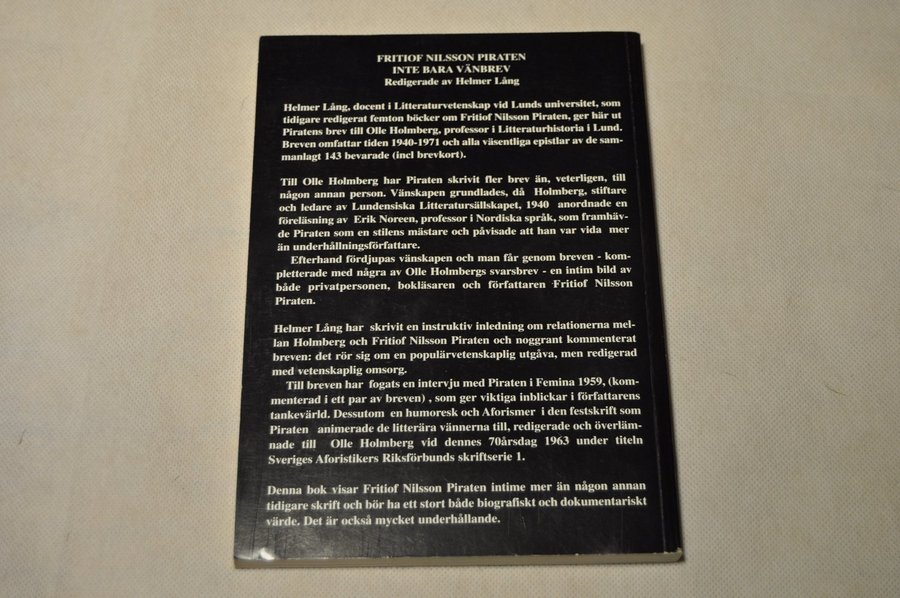 FRITIOF NILSSON PIRATEN
INTE BARA VÄNBREV
Redigerade av Helmer Lång
Helmer Lång, docent i Litteraturvetenskap vid Lunds universitet, som
tidigare redigerat femton böcker om Fritiof Nilsson Piraten, ger här ut
Piratens brev till Olle Holmberg, professor i Litteraturhistoria i Lund.
Breven omfattar tiden 1940-1971 och alla väsentliga epistlar av de sam-
manlagt 143 bevarade (incl brevkort).
Till Olle Holmberg har Piraten skrivit fler brev än, veterligen, till
någon annan person. Vänskapen grundlades, då Holmberg, stiftare
och ledare av Lundensiska Litteratursällskapet, 1940 anordnade en
föreläsning av Erik Noreen, professor i Nordiska språk, som framhäv-
de Piraten som en stilens mästare och påvisade att han var vida mer
än underhållningsförfattare.
Efterhand fördjupas vänskapen och man får genom breven - kom-
pletterade med några av Olle Holmbergs svarsbrev - en intim bild av
både privatpersonen, bokläsaren och författaren Fritiof Nilsson
Piraten.
Helmer Lång har skrivit en instruktiv inledning om relationerna mel-
lan Holmberg och Fritiof Nilsson Piraten och noggrant kommenterat
breven: det rör sig om en populärvetenskaplig utgåva, men redigerad
med vetenskaplig omsorg.
Till breven har fogats en intervju med Piraten i Femina 1959, (kom-
menterad i ett par av breven) , som ger viktiga inblickar i författarens
tankevärld. Dessutom en humoresk och Aforismer i den festskrift som
Piraten animerade de litterära vännerna till, redigerade och överläm-
nade till Olle Holmberg vid dennes 70årsdag 1963 under titeln
Sveriges Aforistikers Riksförbunds skriftserie 1.
Denna bok visar Fritiof Nilsson Piraten intime mer än någon annan
tidigare skrift och bör ha ett stort både biografiskt och dokumentariskt
värde. Det är också mycket underhållande.